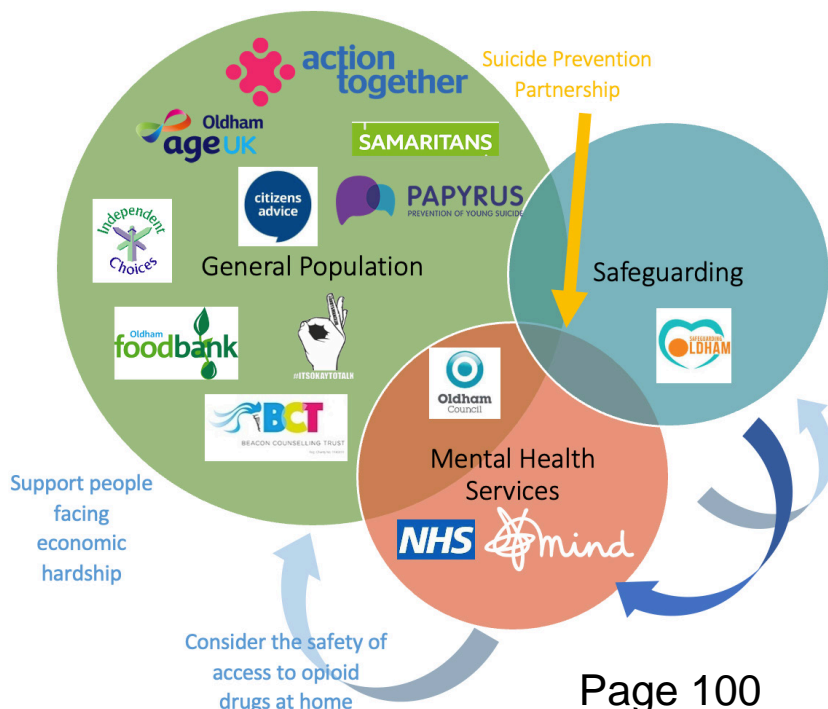 action
together
Suicide Prevention
Partnership
Oldham
age UK
SAMARITANS
citizens
advice
PAPYRUS
PREVENTION OF YOUNG SUICIDE
Independent
Choices
General Population
Safeguarding
Oldham
foodbank
#ITSOKAYTOTALK
SAFEGUARDING
OLDHAM
Oldham
Council
BCT
BEACON COUNSELLING TRUST
Mental Health
Services
NHS
mind
Support people
facing
economic
hardship
Consider the safety of
access to opioid
drugs at home
Page 100